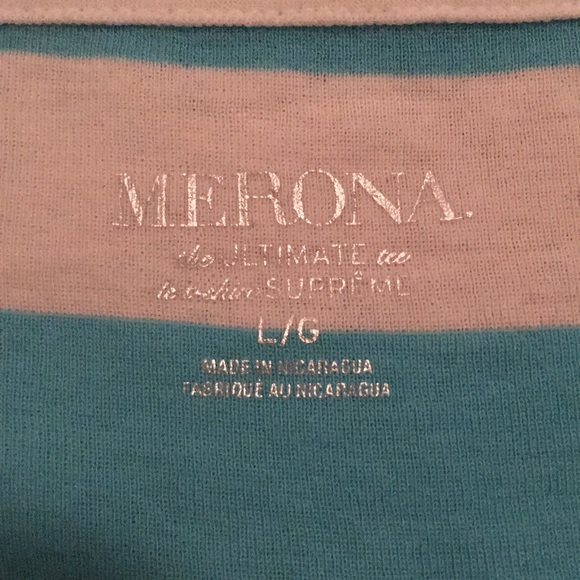 MERONA.
the ULTIMATE tee
le t-shirt SUPRÊME
L/G
MADE IN NICARAGUA
FABRIQUÉ AU NICARAGUA